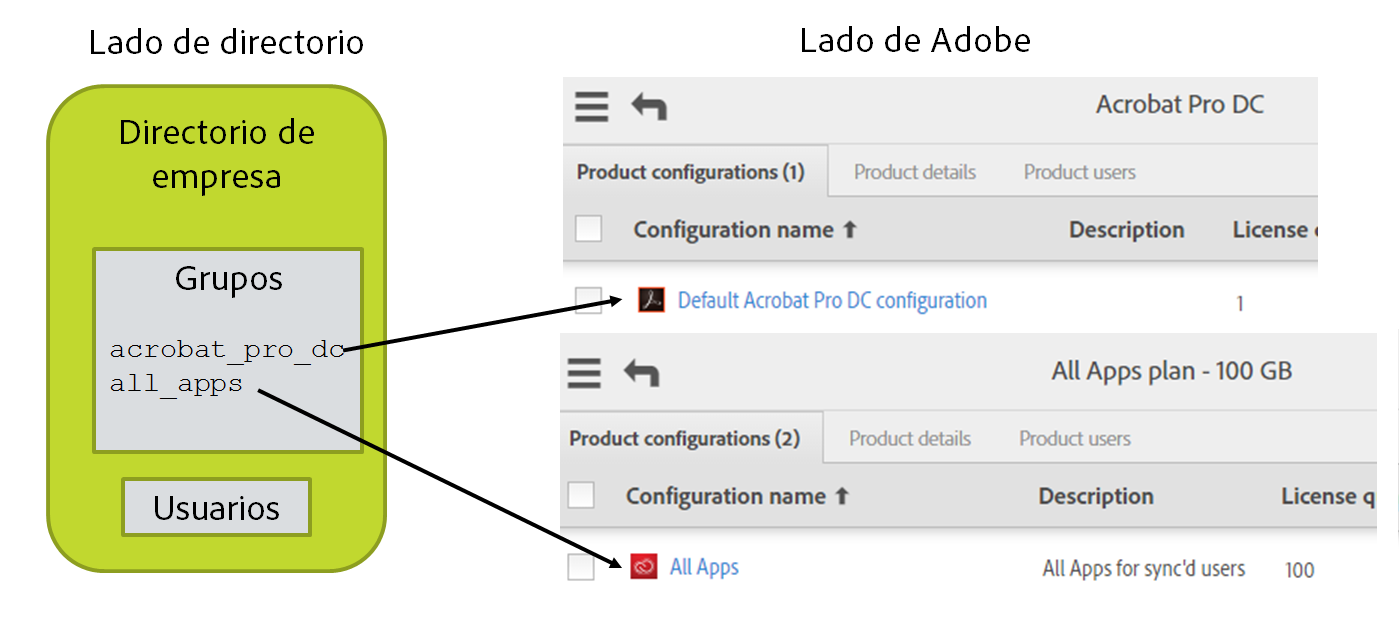 Lado de directorio
Directorio de
empresa
Grupos
acrobat_pro_dc
all_apps
Usuarios
Lado de Adobe
Acrobat Pro DC
Product configurations (1) Product details Product users
Configuration name Description License
Default Acrobat Pro DC configuration 1
All Apps plan - 100 GB
Product configurations (2) Product details Product users
Configuration name Description License q
All Apps All Apps for sync'd users 100